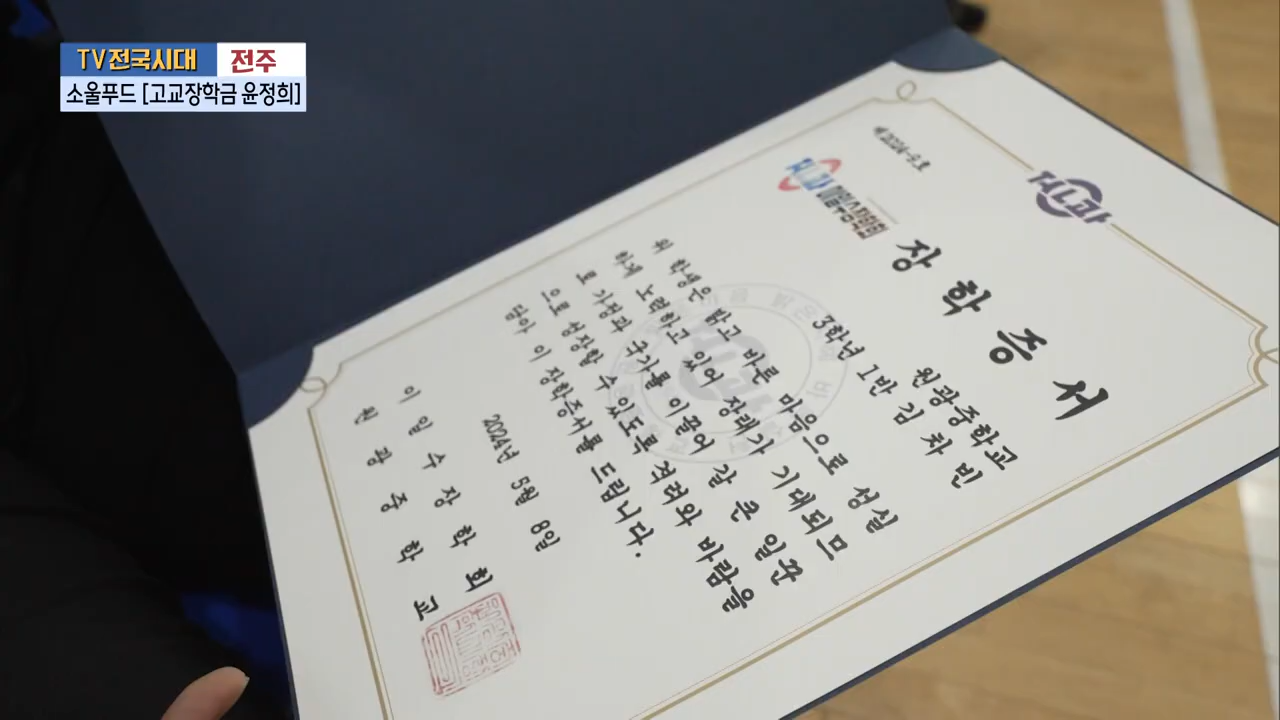 TV전국시대 전주
소울푸드 [고교장학금 윤정희]
장학증서
원광중학교
3학년 1반 김차빈
위 학생은 밝고 바른 마음으로 성실
하게 노력하고 있어 장래가 기대되므
로 가정과 국가를 이끌어 갈 큰 일꾼
으로 성장할 수 있도록 격려와 바람을
담아 이 장학증서를 드립니다.
2024년 5월 8일
이일수장학회
원광중학교